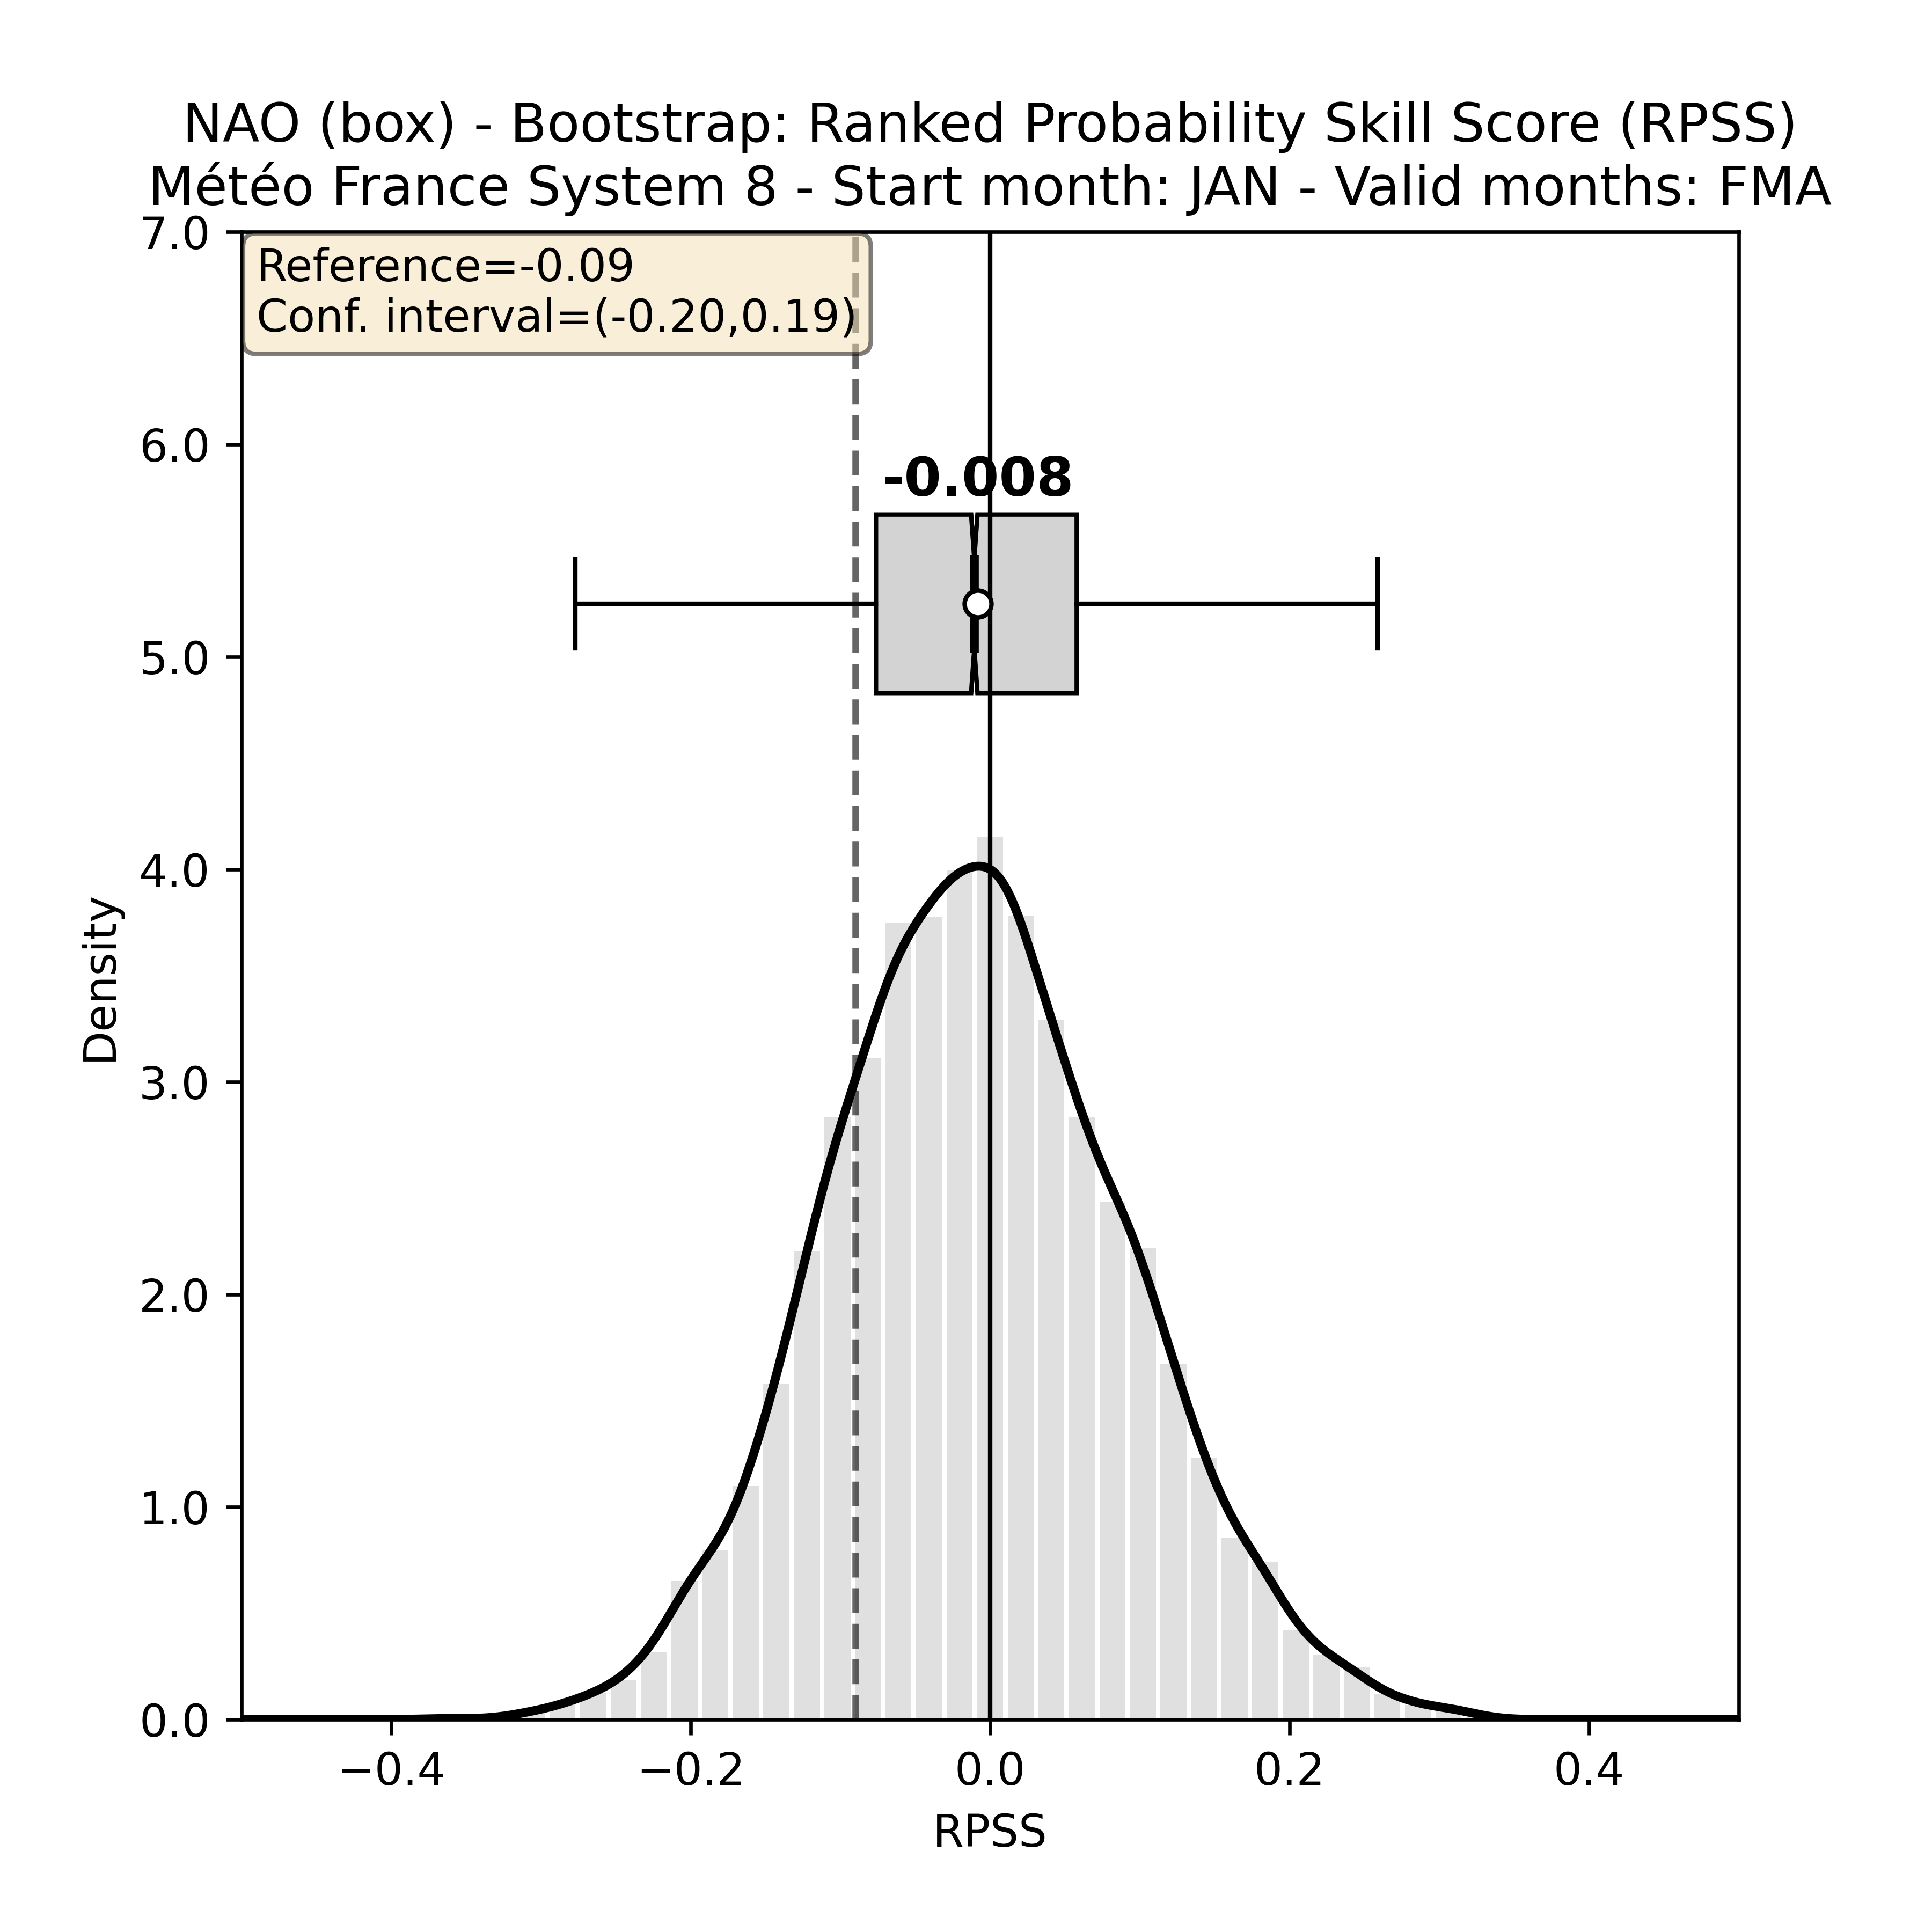 NAO (box) - Bootstrap: Ranked Probability Skill Score (RPSS)
Météo France System 8 - Start month: JAN - Valid months: FMA
Reference=-0.09
Conf. interval=(-0.20,0.19)
-0.008
7.0
6.0
5.0
4.0
3.0
2.0
1.0
0.0
Density
−0.4
−0.2
0.0
0.2
0.4
RPSS